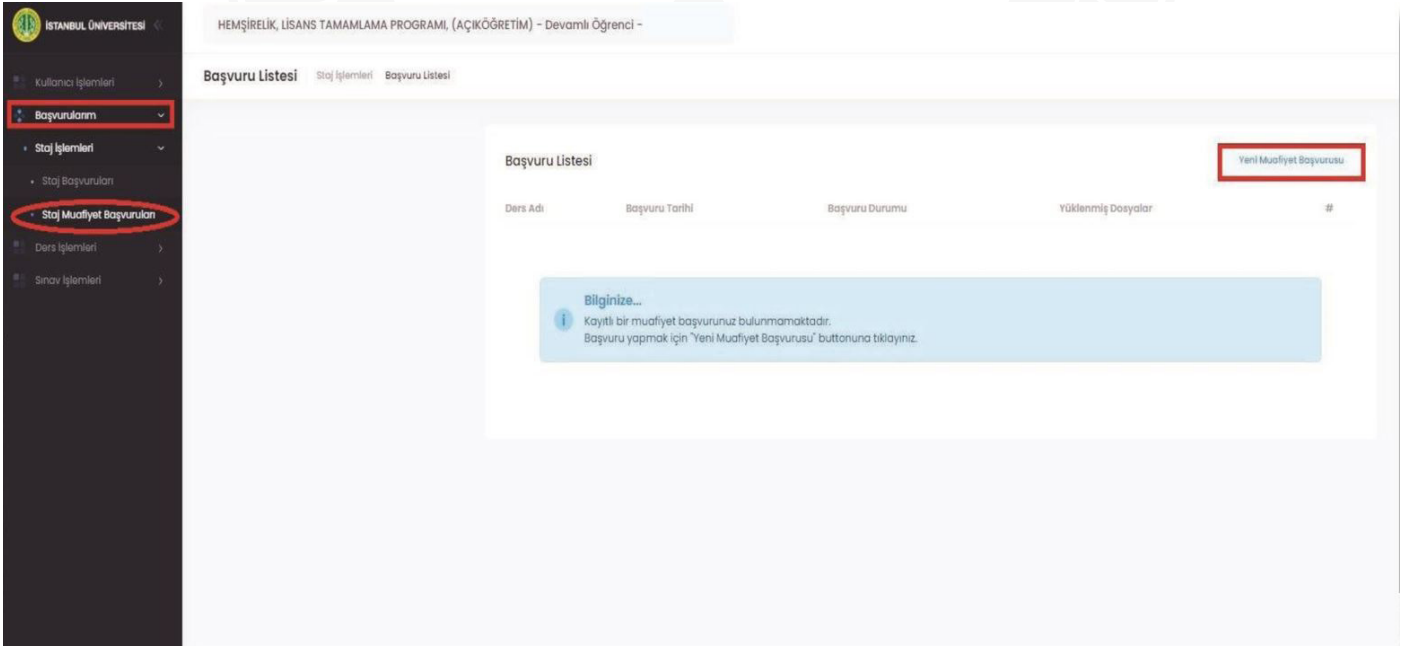 İSTANBUL ÜNİVERSİTESİ
HEMŞİRELİK, LİSANS TAMAMLAMA PROGRAMI, (AÇIKÖĞRETİM) - Devamlı Öğrenci -
Kullanıcı İşlemleri
Başvurularım
Staj İşlemleri
Staj Başvuruları
Staj Muafiyet Başvuruları
Ders İşlemleri
Sınav İşlemleri
Başvuru Listesi Staj İşlemleri Başvuru Listesi
Başvuru Listesi
Yeni Muafiyet Başvurusu
Ders Adı Başvuru Tarihi Başvuru Durumu Yüklenmiş Dosyalar #
Bilginize...
Kayıtlı bir muafiyet başvurunuz bulunmamaktadır.
Başvuru yapmak için "Yeni Muafiyet Başvurusu" buttonuna tıklayınız.